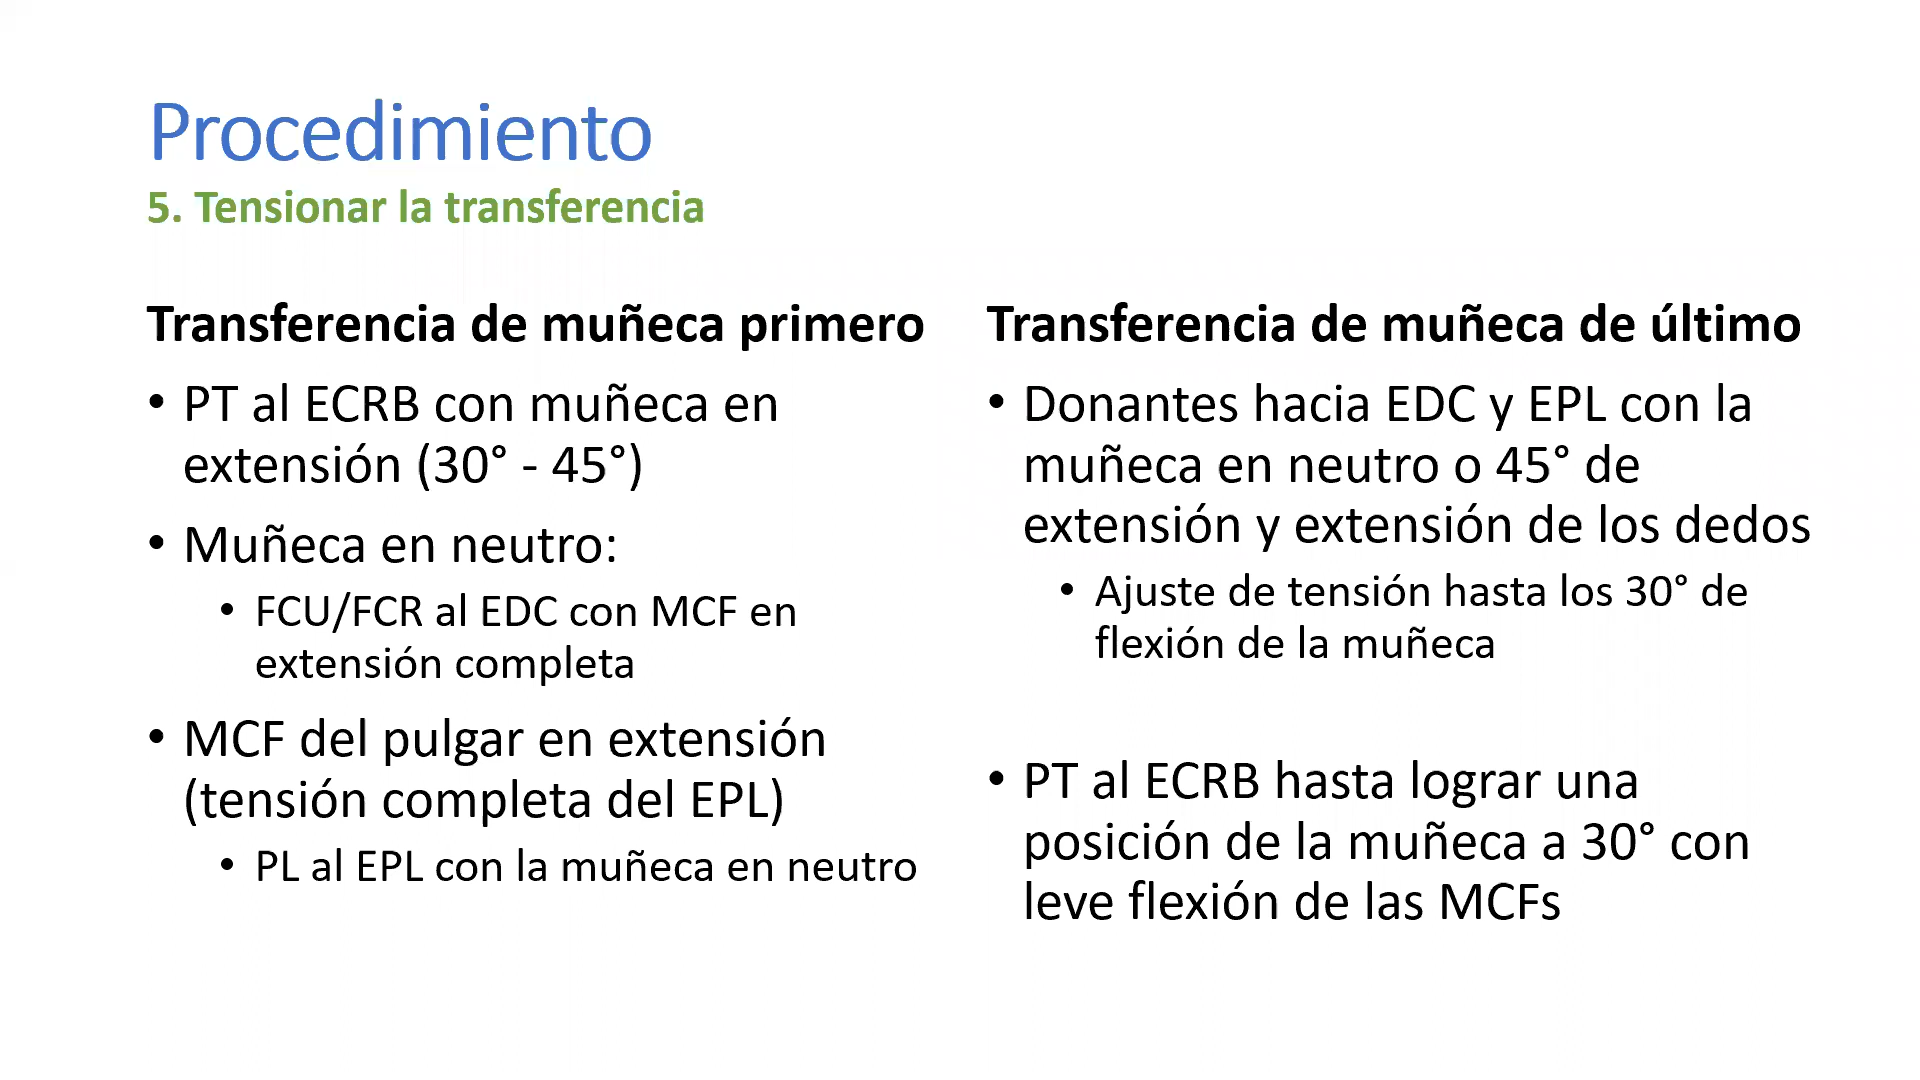 Procedimiento
5. Tensionar la transferencia
Transferencia de muñeca primero
• PT al ECRB con muñeca en
extensión (30° - 45°)
• Muñeca en neutro:
• FCU/FCR al EDC con MCF en
extensión completa
• MCF del pulgar en extensión
(tensión completa del EPL)
• PL al EPL con la muñeca en neutro
Transferencia de muñeca de último
• Donantes hacia EDC y EPL con la
muñeca en neutro o 45° de
extensión y extensión de los dedos
• Ajuste de tensión hasta los 30° de
flexión de la muñeca
• PT al ECRB hasta lograr una
posición de la muñeca a 30° con
leve flexión de las MCFs